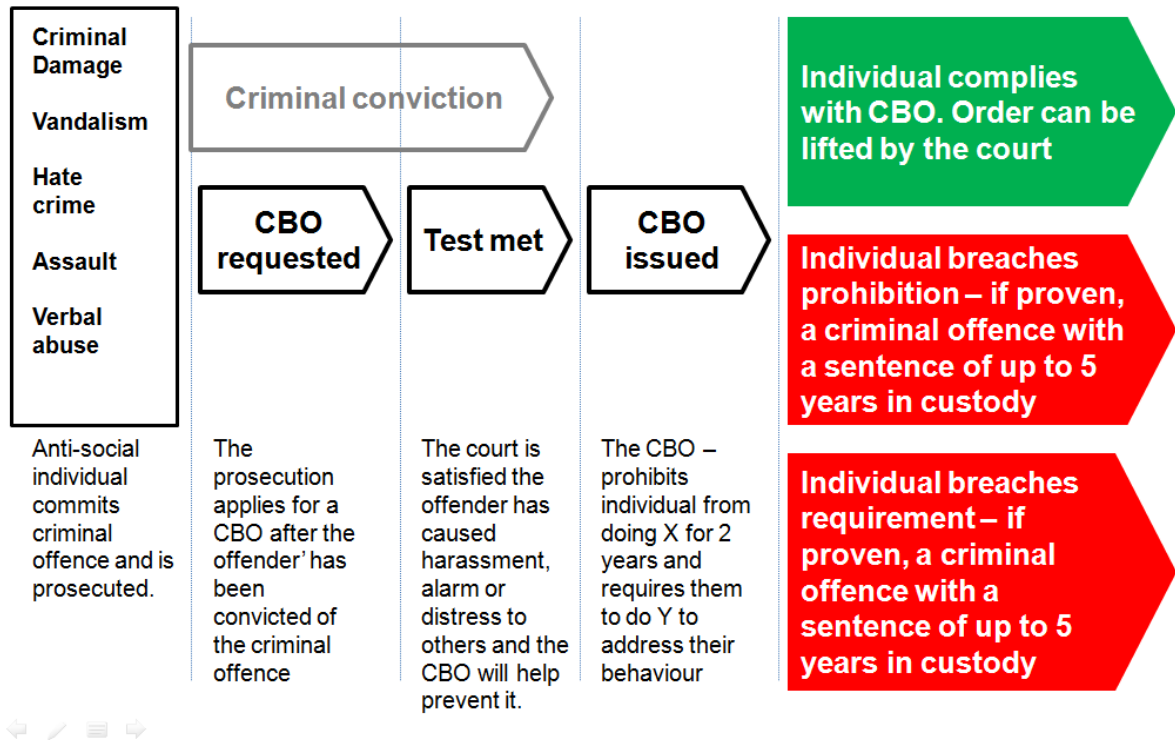 Criminal
Damage
Vandalism
Hate
crime
Assault
Verbal
abuse
Anti-social
individual
commits
criminal
offence and is
prosecuted.
Criminal conviction
CBO
requested
The
prosecution
applies for a
CBO after the
offender’ has
been
convicted of
the criminal
offence
Test met
The court is
satisfied the
offender has
caused
harassment,
alarm or
distress to
others and the
CBO will help
prevent it.
CBO
issued
The CBO –
prohibits
individual from
doing X for 2
years and
requires them
to do Y to
address their
behaviour
Individual complies
with CBO. Order can be
lifted by the court
Individual breaches
prohibition – if proven,
a criminal offence with
a sentence of up to 5
years in custody
Individual breaches
requirement – if
proven, a criminal
offence with a
sentence of up to 5
years in custody